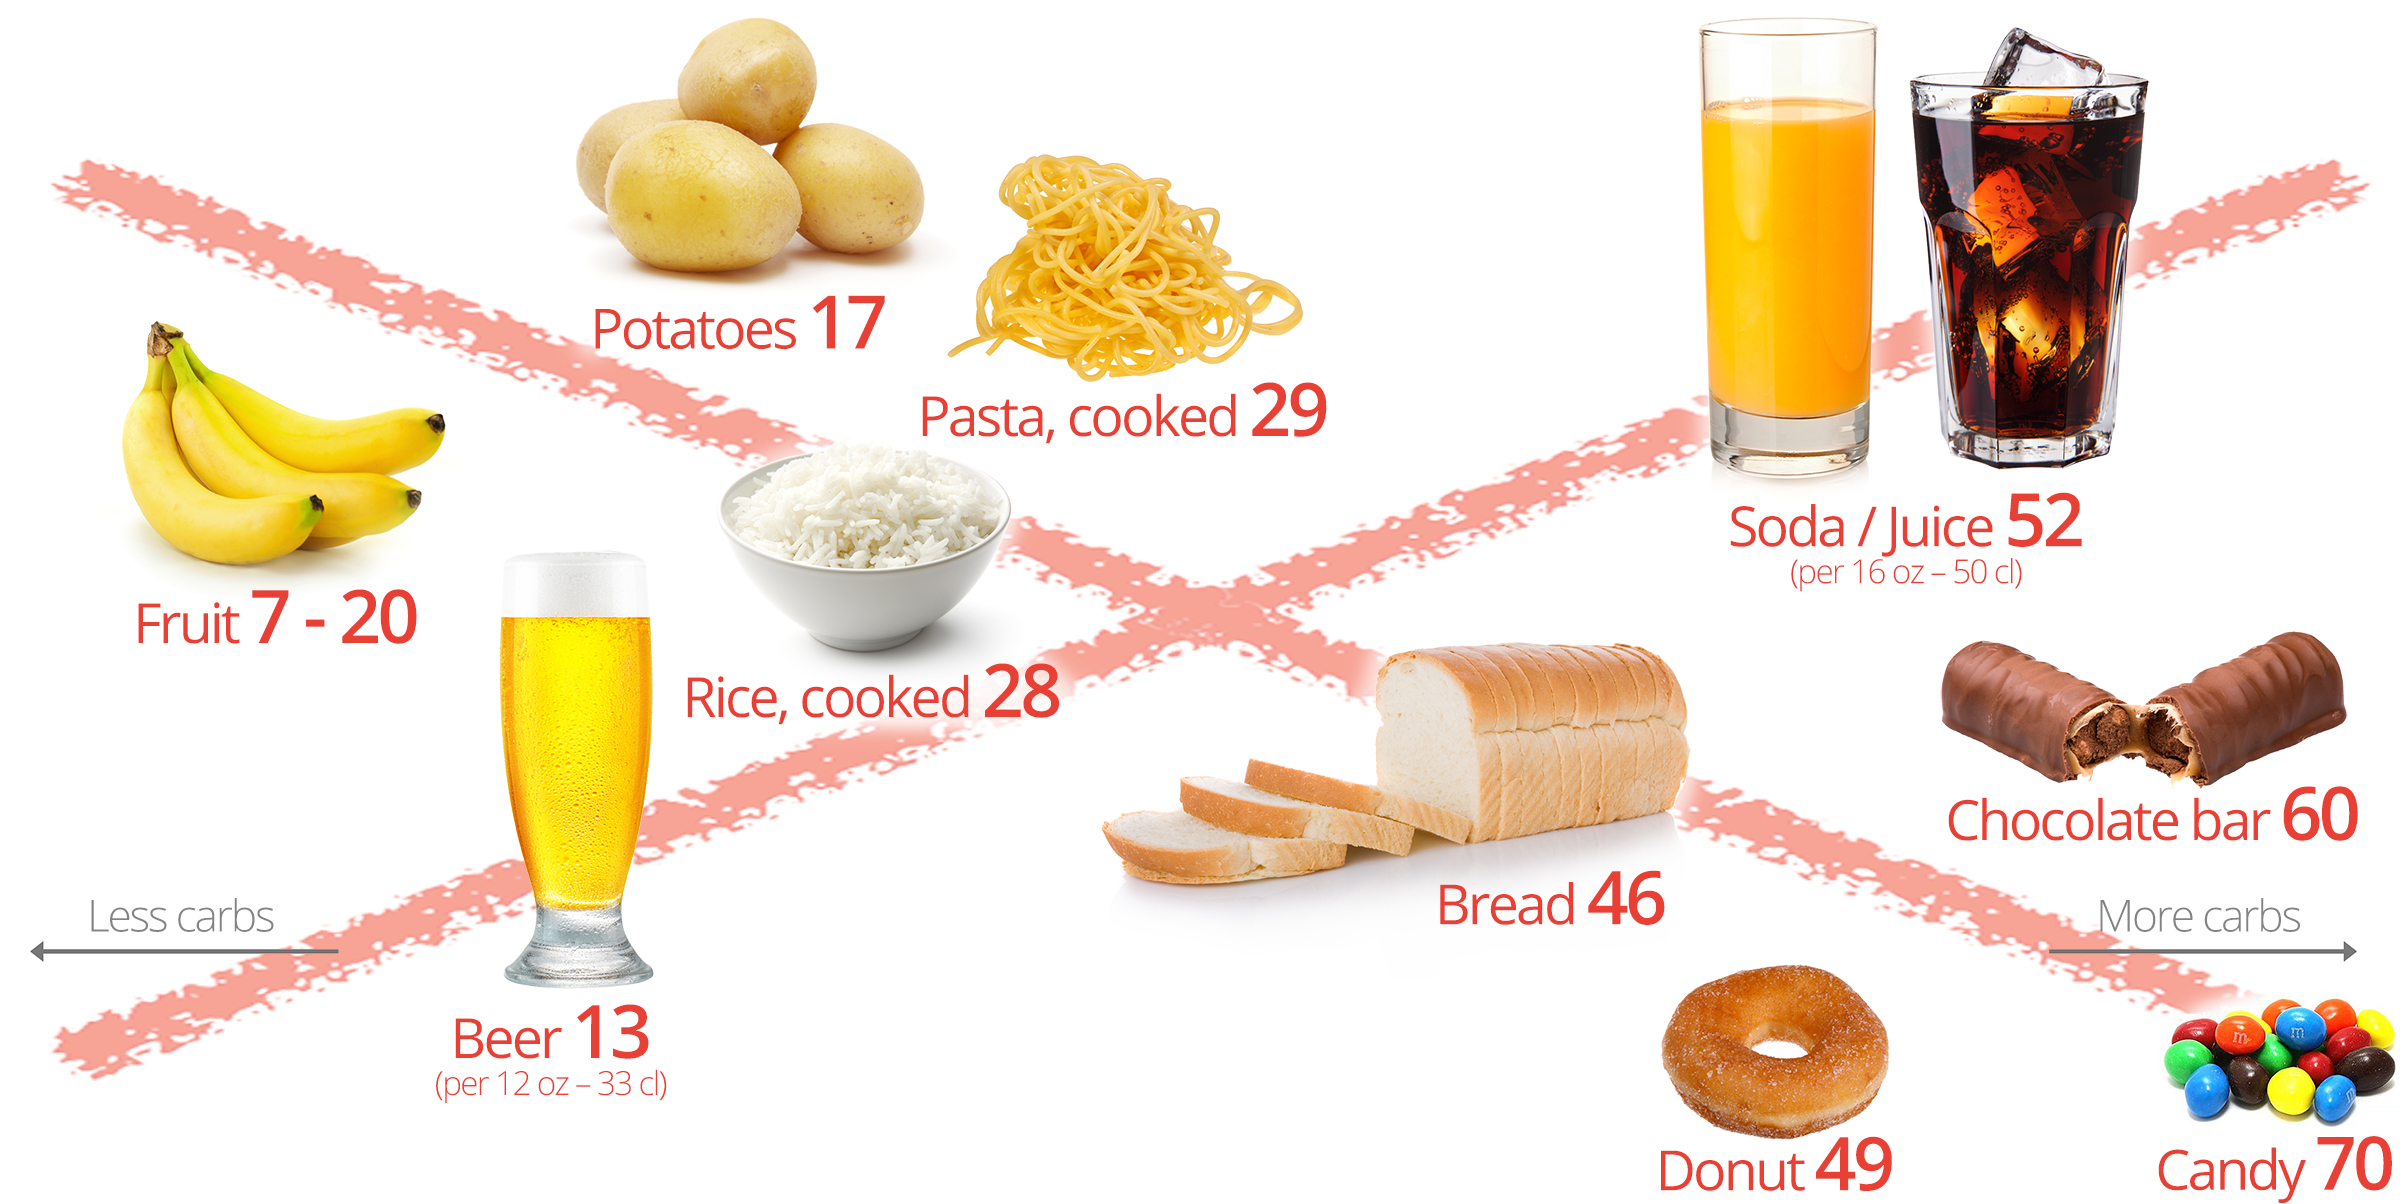 Potatoes 17
Pasta, cooked 29
Fruit 7 - 20
Rice, cooked 28
Soda / Juice 52
(per 16 oz – 50 cl)
Chocolate bar 60
Bread 46
Less carbs
More carbs
Beer 13
(per 12 oz – 33 cl)
m
m
Donut 49
Candy 70